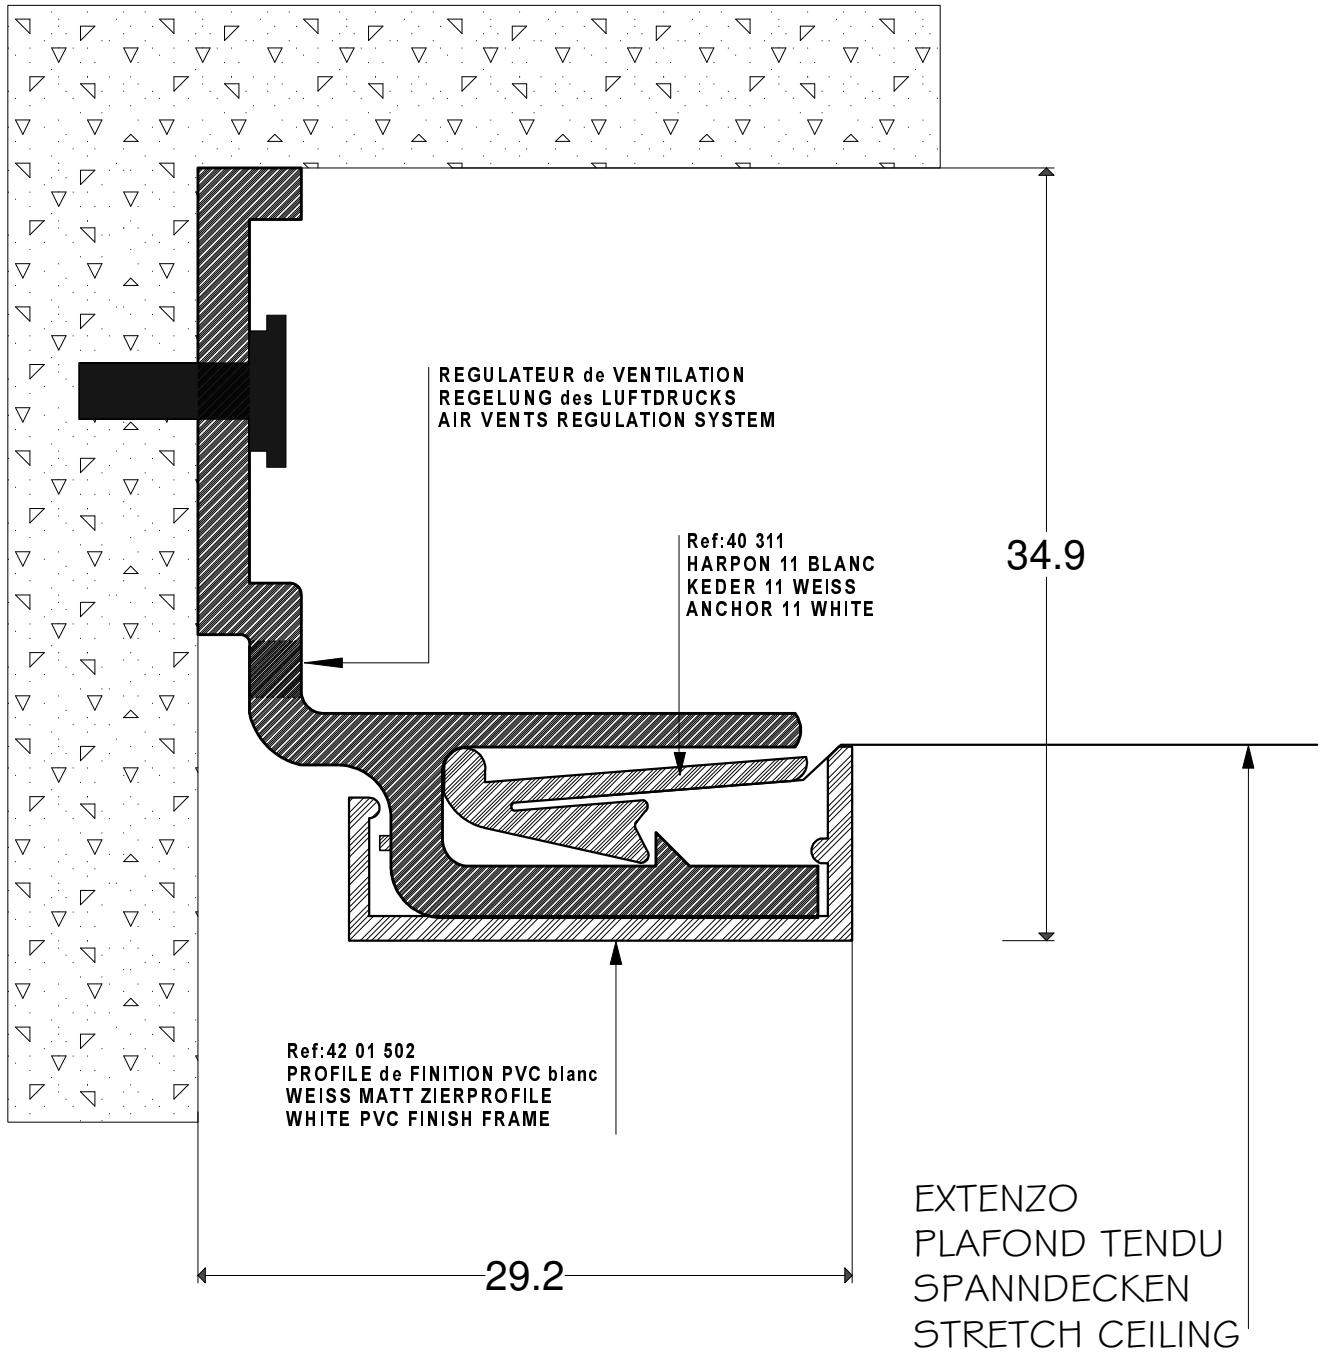 REGULATEUR de VENTILATION
REGELUNG des LUFTDRUCKS
AIR VENTS REGULATION SYSTEM
Ref:40 311
HARPON 11 BLANC
KEDER 11 WEISS
ANCHOR 11 WHITE
34.9
Ref:42 01 502
PROFILE de FINITION PVC blanc
WEISS MATT ZIERPROFILE
WHITE PVC FINISH FRAME
29.2
EXTENZO
PLAFOND TENDU
SPANNDECKEN
STRETCH CEILING